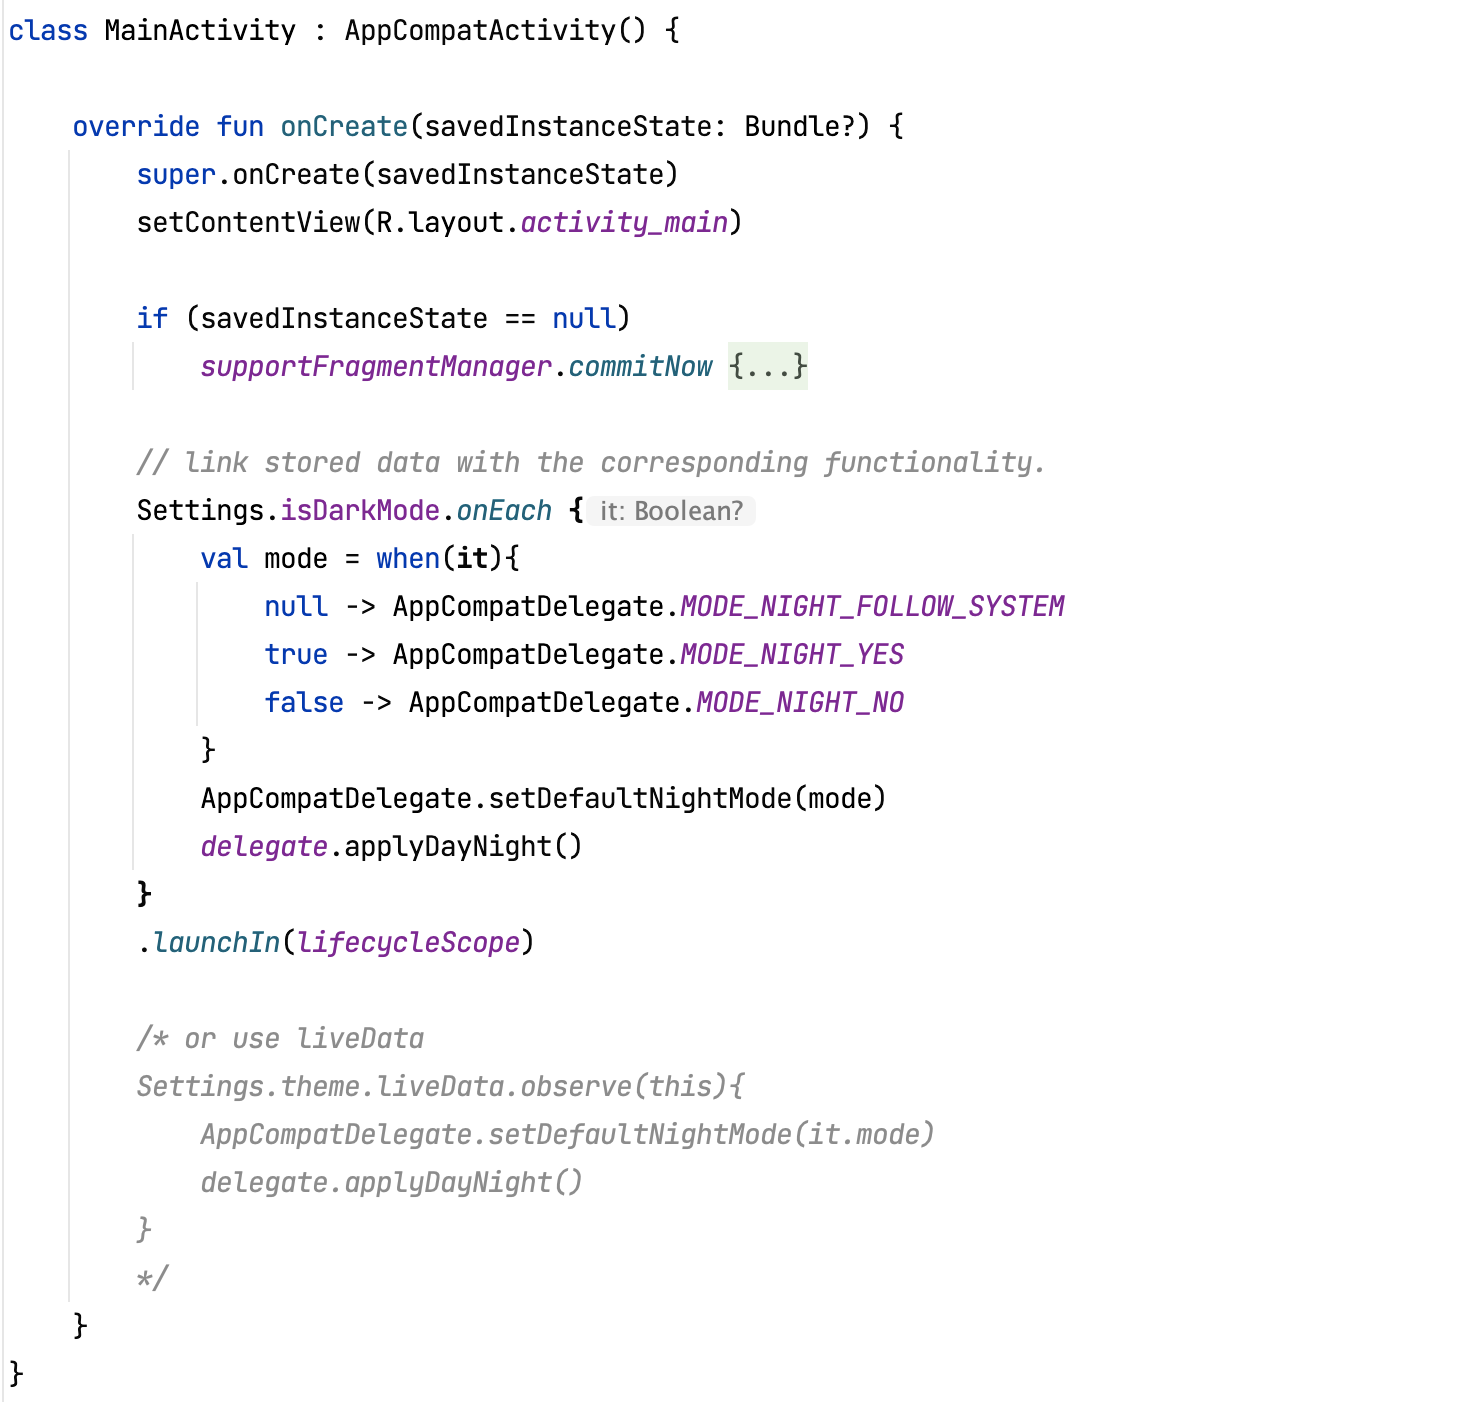 class MainActivity : AppCompatActivity() {
override fun onCreate(savedInstanceState: Bundle?) {
super.onCreate(savedInstanceState)
setContentView(R.layout.activity_main)
if (savedInstanceState == null)
supportFragmentManager.commitNow {...}
// link stored data with the corresponding functionality.
Settings.isDarkMode.onEach { it: Boolean?
val mode = when(it){
null -> AppCompatDelegate.MODE_NIGHT_FOLLOW_SYSTEM
true -> AppCompatDelegate.MODE_NIGHT_YES
false -> AppCompatDelegate.MODE_NIGHT_NO
}
AppCompatDelegate.setDefaultNightMode(mode)
delegate.applyDayNight()
}
.launchIn(lifecycleScope)
/* or use liveData
Settings.theme.liveData.observe(this){
AppCompatDelegate.setDefaultNightMode(it.mode)
delegate.applyDayNight()
}
*/
}
}